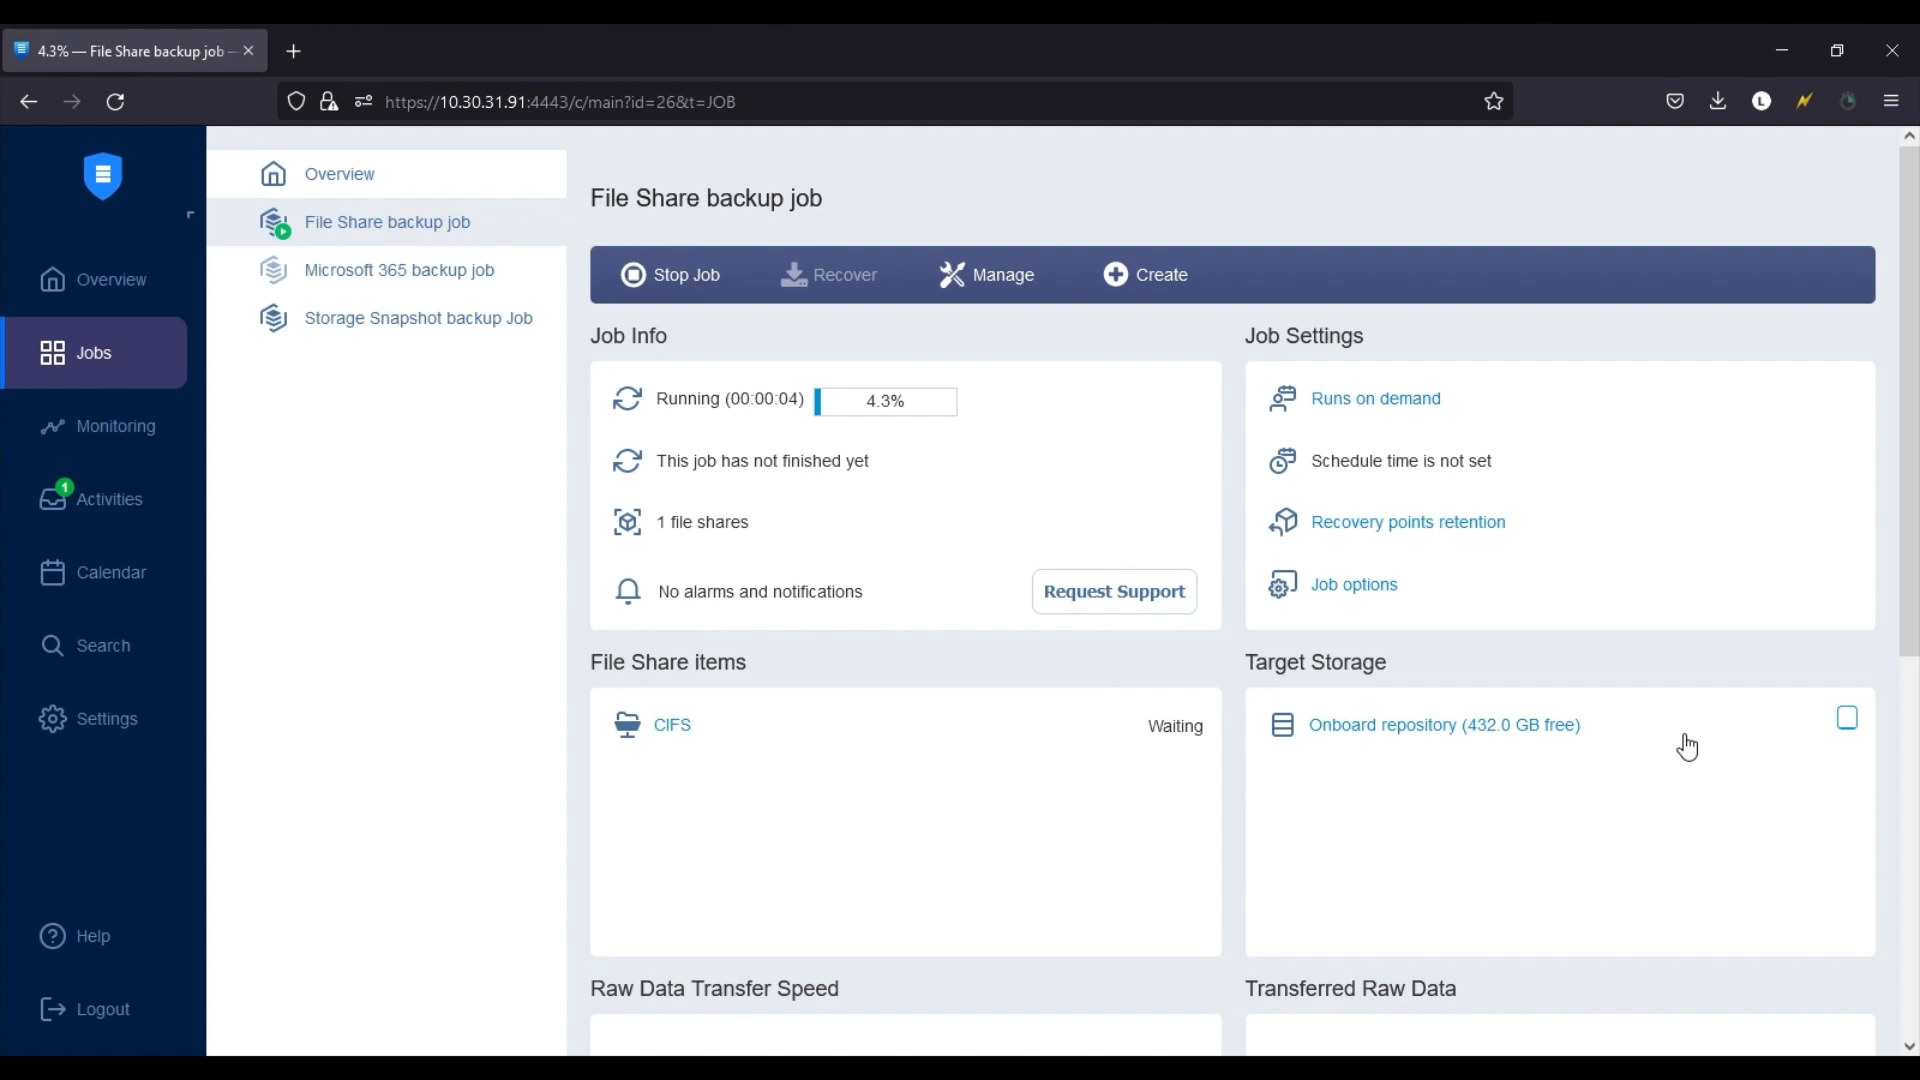 4.3% — File Share backup job —
https://10.30.31.91:4443/c/main?id=26&t=JOB
L
Overview
Jobs
Monitoring
1
Activities
Calendar
Search
Settings
Help
Logout
Overview
File Share backup job
Microsoft 365 backup job
Storage Snapshot backup Job
File Share backup job
Stop Job
Recover
Manage
Create
Job Info
Running (00:00:04)
4.3%
This job has not finished yet
1 file shares
No alarms and notifications
Request Support
Job Settings
Runs on demand
Schedule time is not set
Recovery points retention
Job options
File Share items
CIFS
Waiting
Target Storage
Onboard repository (432.0 GB free)
Raw Data Transfer Speed
Transferred Raw Data